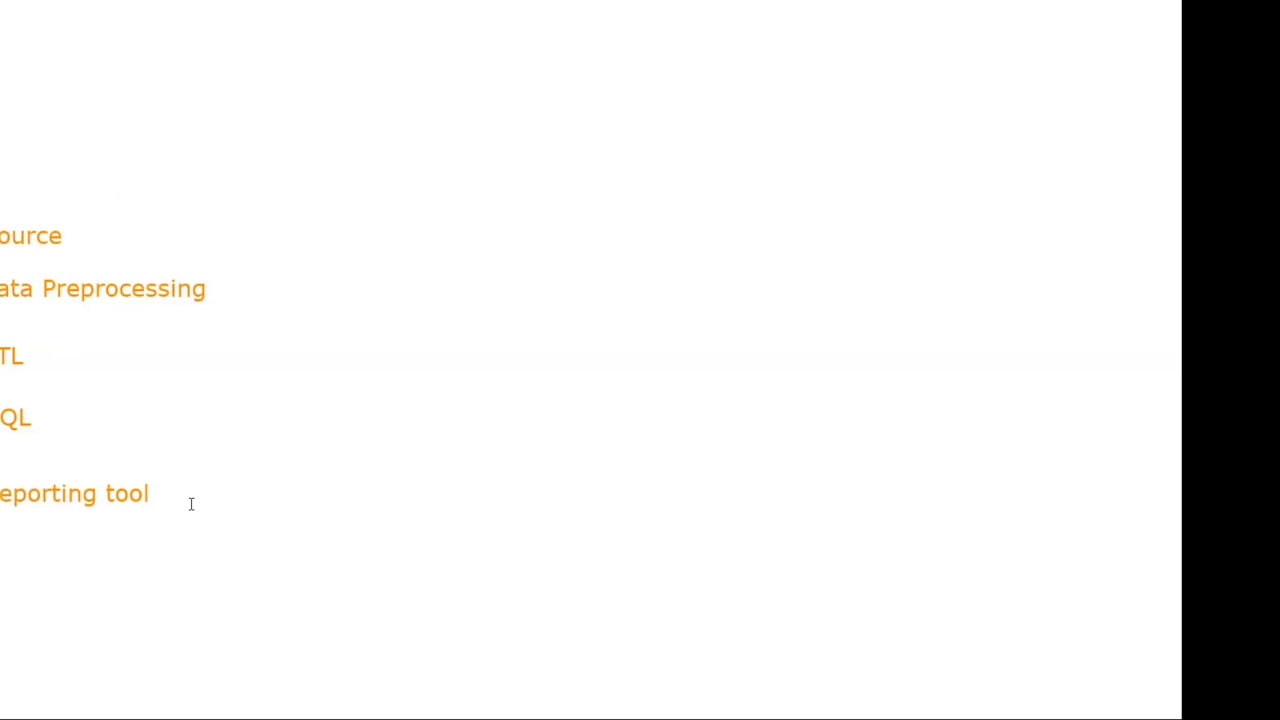 ource
ata Preprocessing
TL
QL
eporting tool